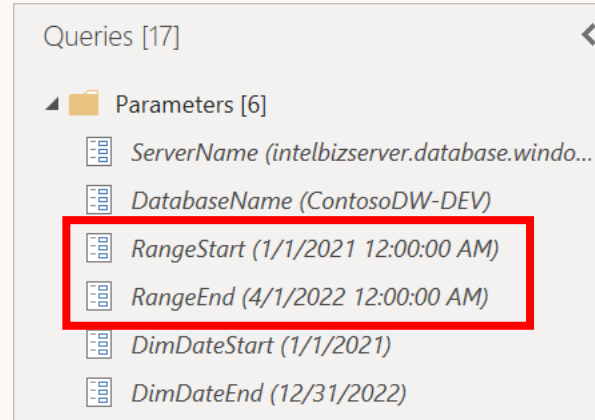 Queries [17]
Parameters [6]
ServerName (intelbizserver.database.windo...
DatabaseName (ContosoDW-DEV)
RangeStart (1/1/2021 12:00:00 AM)
RangeEnd (4/1/2022 12:00:00 AM)
DimDateStart (1/1/2021)
DimDateEnd (12/31/2022)